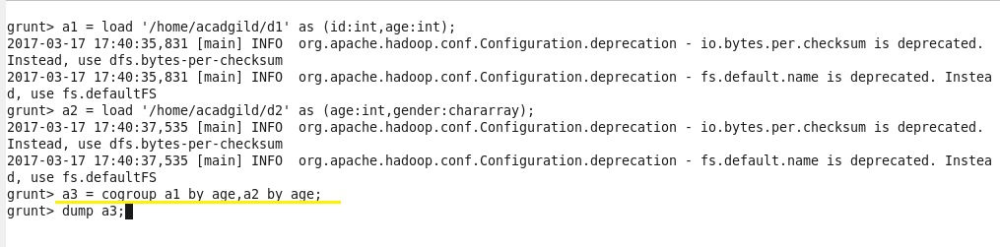 grunt> a1 = load '/home/acadgild/d1' as (id:int,age:int);
2017-03-17 17:40:35,831 [main] INFO  org.apache.hadoop.conf.Configuration.deprecation - io.bytes.per.checksum is deprecated.
Instead, use dfs.bytes-per-checksum
2017-03-17 17:40:35,831 [main] INFO  org.apache.hadoop.conf.Configuration.deprecation - fs.default.name is deprecated. Instea
d, use fs.defaultFS
grunt> a2 = load '/home/acadgild/d2' as (age:int,gender:chararray);
2017-03-17 17:40:37,535 [main] INFO  org.apache.hadoop.conf.Configuration.deprecation - io.bytes.per.checksum is deprecated.
Instead, use dfs.bytes-per-checksum
2017-03-17 17:40:37,535 [main] INFO  org.apache.hadoop.conf.Configuration.deprecation - fs.default.name is deprecated. Instea
d, use fs.defaultFS
grunt> a3 = cogroup a1 by age,a2 by age;
grunt> dump a3;